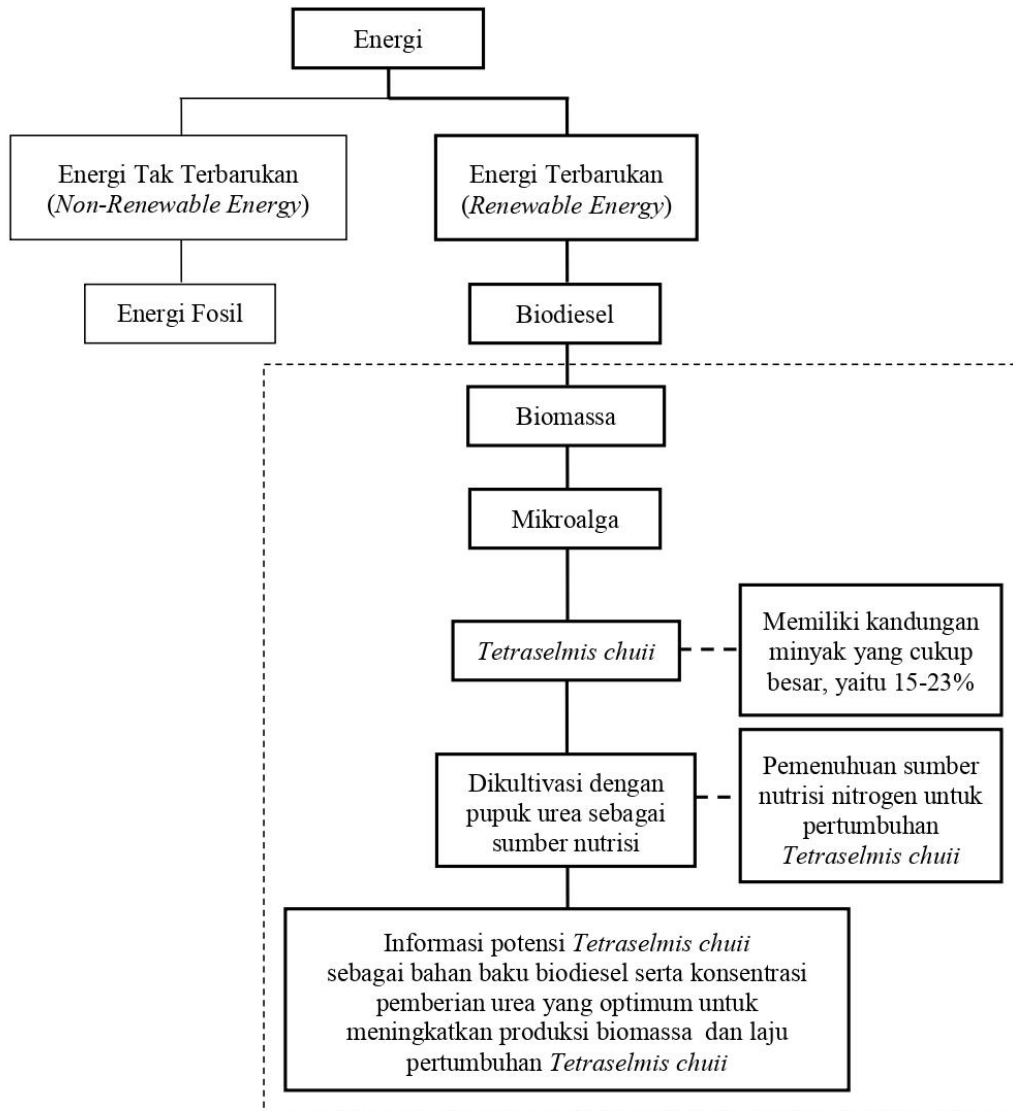 Energi
Energi Tak Terbarukan
(Non-Renewable Energy)
Energi Terbarukan
(Renewable Energy)
Energi Fosil
Biodiesel
Biomassa
Mikroalga
Tetraselmis chuii
Memiliki kandungan
minyak yang cukup
besar, yaitu 15-23%
Dikultivasi dengan
pupuk urea sebagai
sumber nutrisi
Pemenuhuan sumber
nutrisi nitrogen untuk
pertumbuhan
Tetraselmis chuii
Informasi potensi Tetraselmis chuii
sebagai bahan baku biodiesel serta konsentrasi
pemberian urea yang optimum untuk
meningkatkan produksi biomassa dan laju
pertumbuhan Tetraselmis chuii